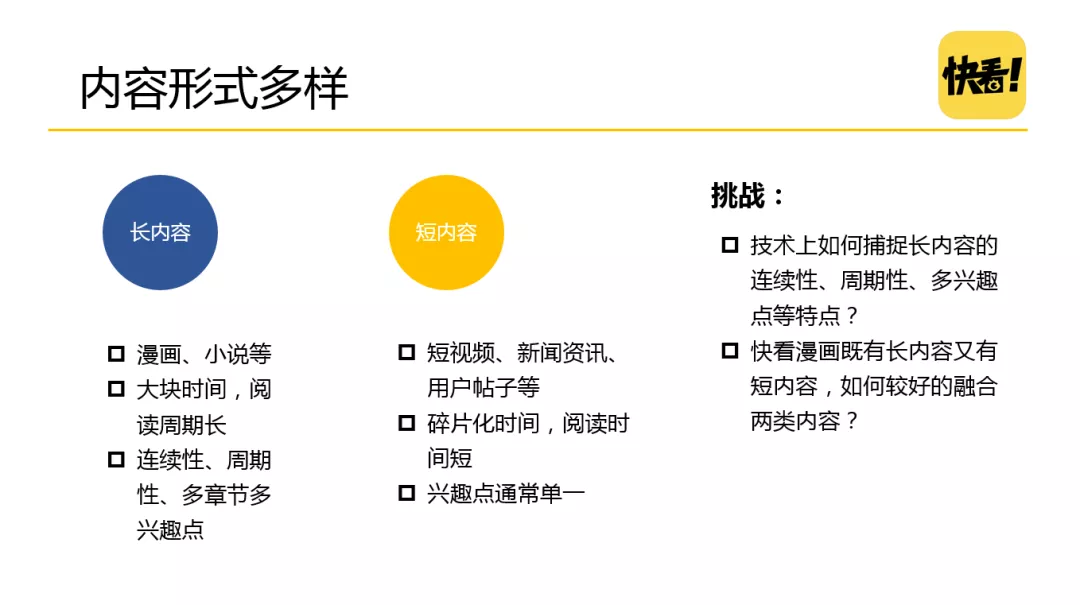 内容形式多样
快看!
长内容
漫画、小说等
大块时间，阅
读周期长
连续性、周期
性、多章节多
兴趣点
短内容
短视频、新闻资讯、
用户帖子等
碎片化时间，阅读时
间短
兴趣点通常单一
挑战：
技术上如何捕捉长内容的
连续性、周期性、多兴趣
点等特点？
快看漫画既有长内容又有
短内容，如何较好的融合
两类内容？